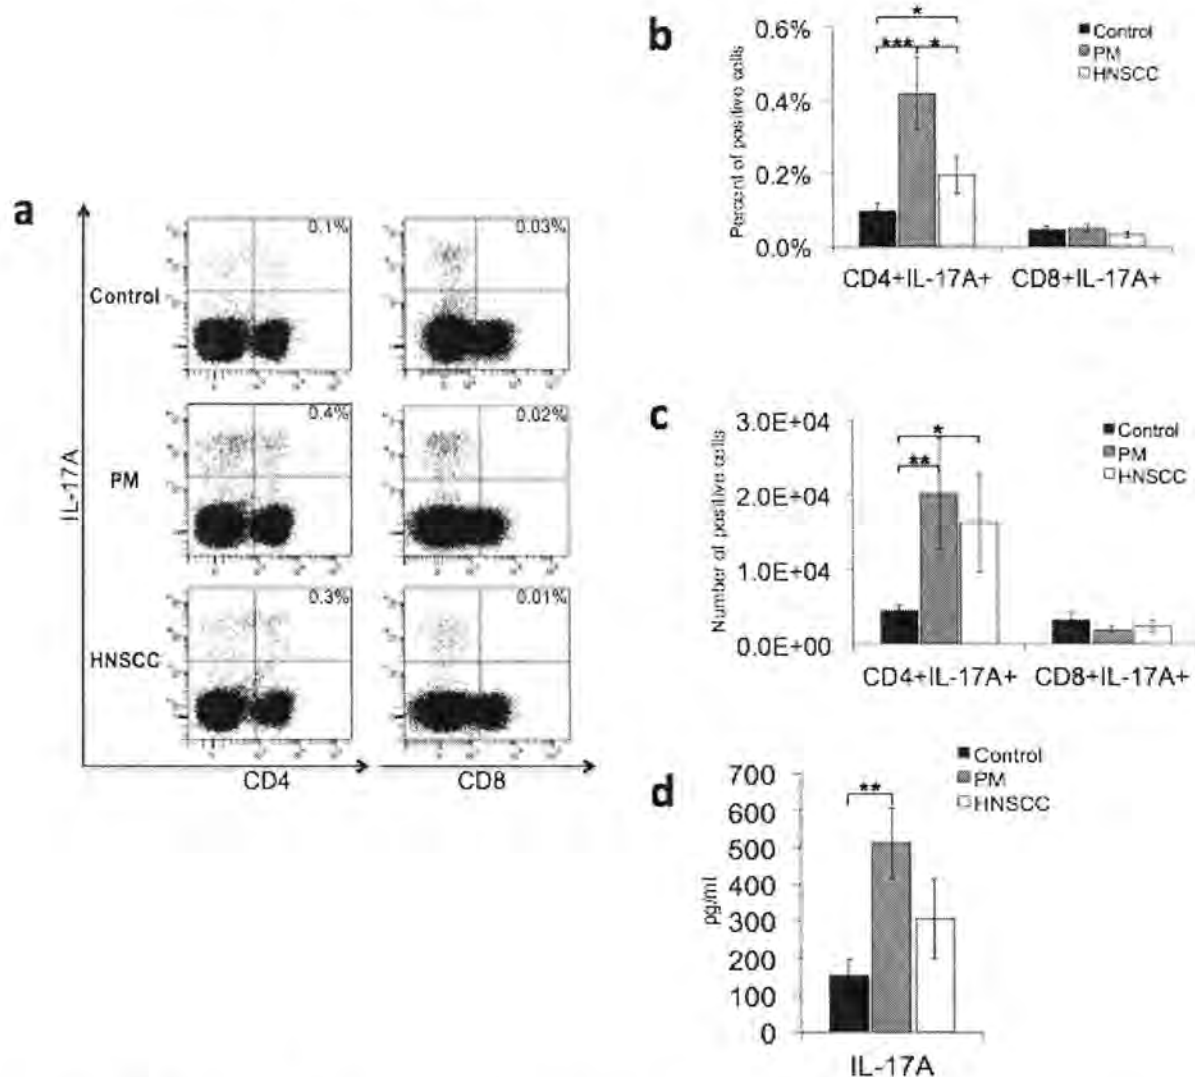 a
IL-17A
Control
0.1%
0.03%
PM
0.4%
0.02%
HNSCC
0.3%
0.01%
CD4
CD8
b
Percent of positive cells
0.6%
0.4%
0.2%
0.0%
*
*** *
Control
PM
HNSCC
CD4+IL-17A+ CD8+IL-17A+
c
Number of positive cells
3.0E+04
2.0E+04
1.0E+04
0.0E+00
*
**
Control
PM
HNSCC
CD4+IL-17A+ CD8+IL-17A+
d
pg/ml
700
600
500
400
300
200
100
0
**
Control
PM
HNSCC
IL-17A